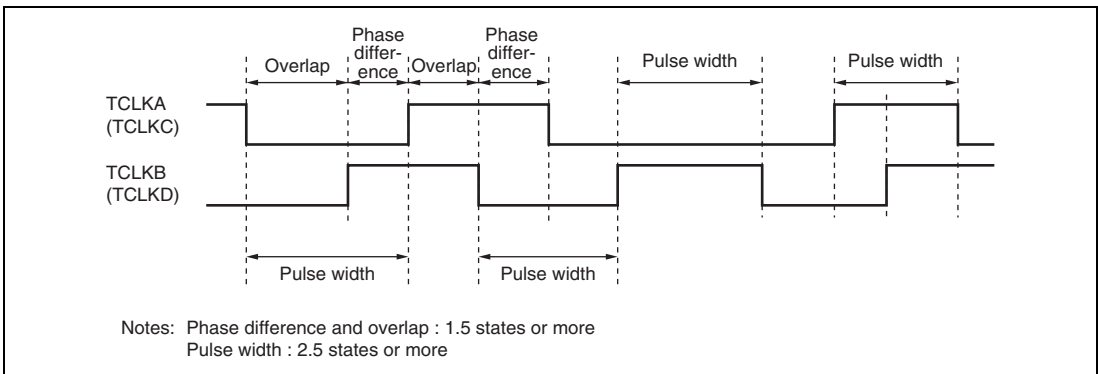 Phase
differ-
ence
Phase
differ-
ence
Overlap
Overlap
Pulse width
Pulse width
TCLKA
(TCLKC)
TCLKB
(TCLKD)
Pulse width
Pulse width
Notes: Phase difference and overlap : 1.5 states or more
Pulse width : 2.5 states or more